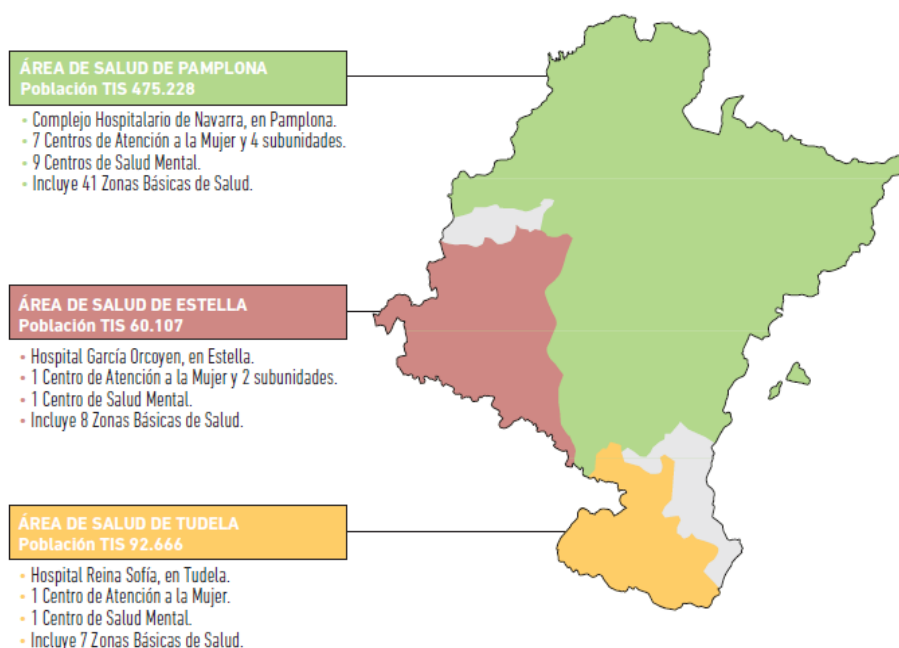 ÁREA DE SALUD DE PAMPLONA
Población TIS 475.228
• Complejo Hospitalario de Navarra, en Pamplona.
• 7 Centros de Atención a la Mujer y 4 subunidades.
• 9 Centros de Salud Mental.
• Incluye 41 Zonas Básicas de Salud.
ÁREA DE SALUD DE ESTELLA
Población TIS 60.107
• Hospital García Orcoyen, en Estella.
• 1 Centro de Atención a la Mujer y 2 subunidades.
• 1 Centro de Salud Mental.
• Incluye 8 Zonas Básicas de Salud.
ÁREA DE SALUD DE TUDELA
Población TIS 92.666
• Hospital Reina Sofía, en Tudela.
• 1 Centro de Atención a la Mujer.
• 1 Centro de Salud Mental.
• Incluye 7 Zonas Básicas de Salud.